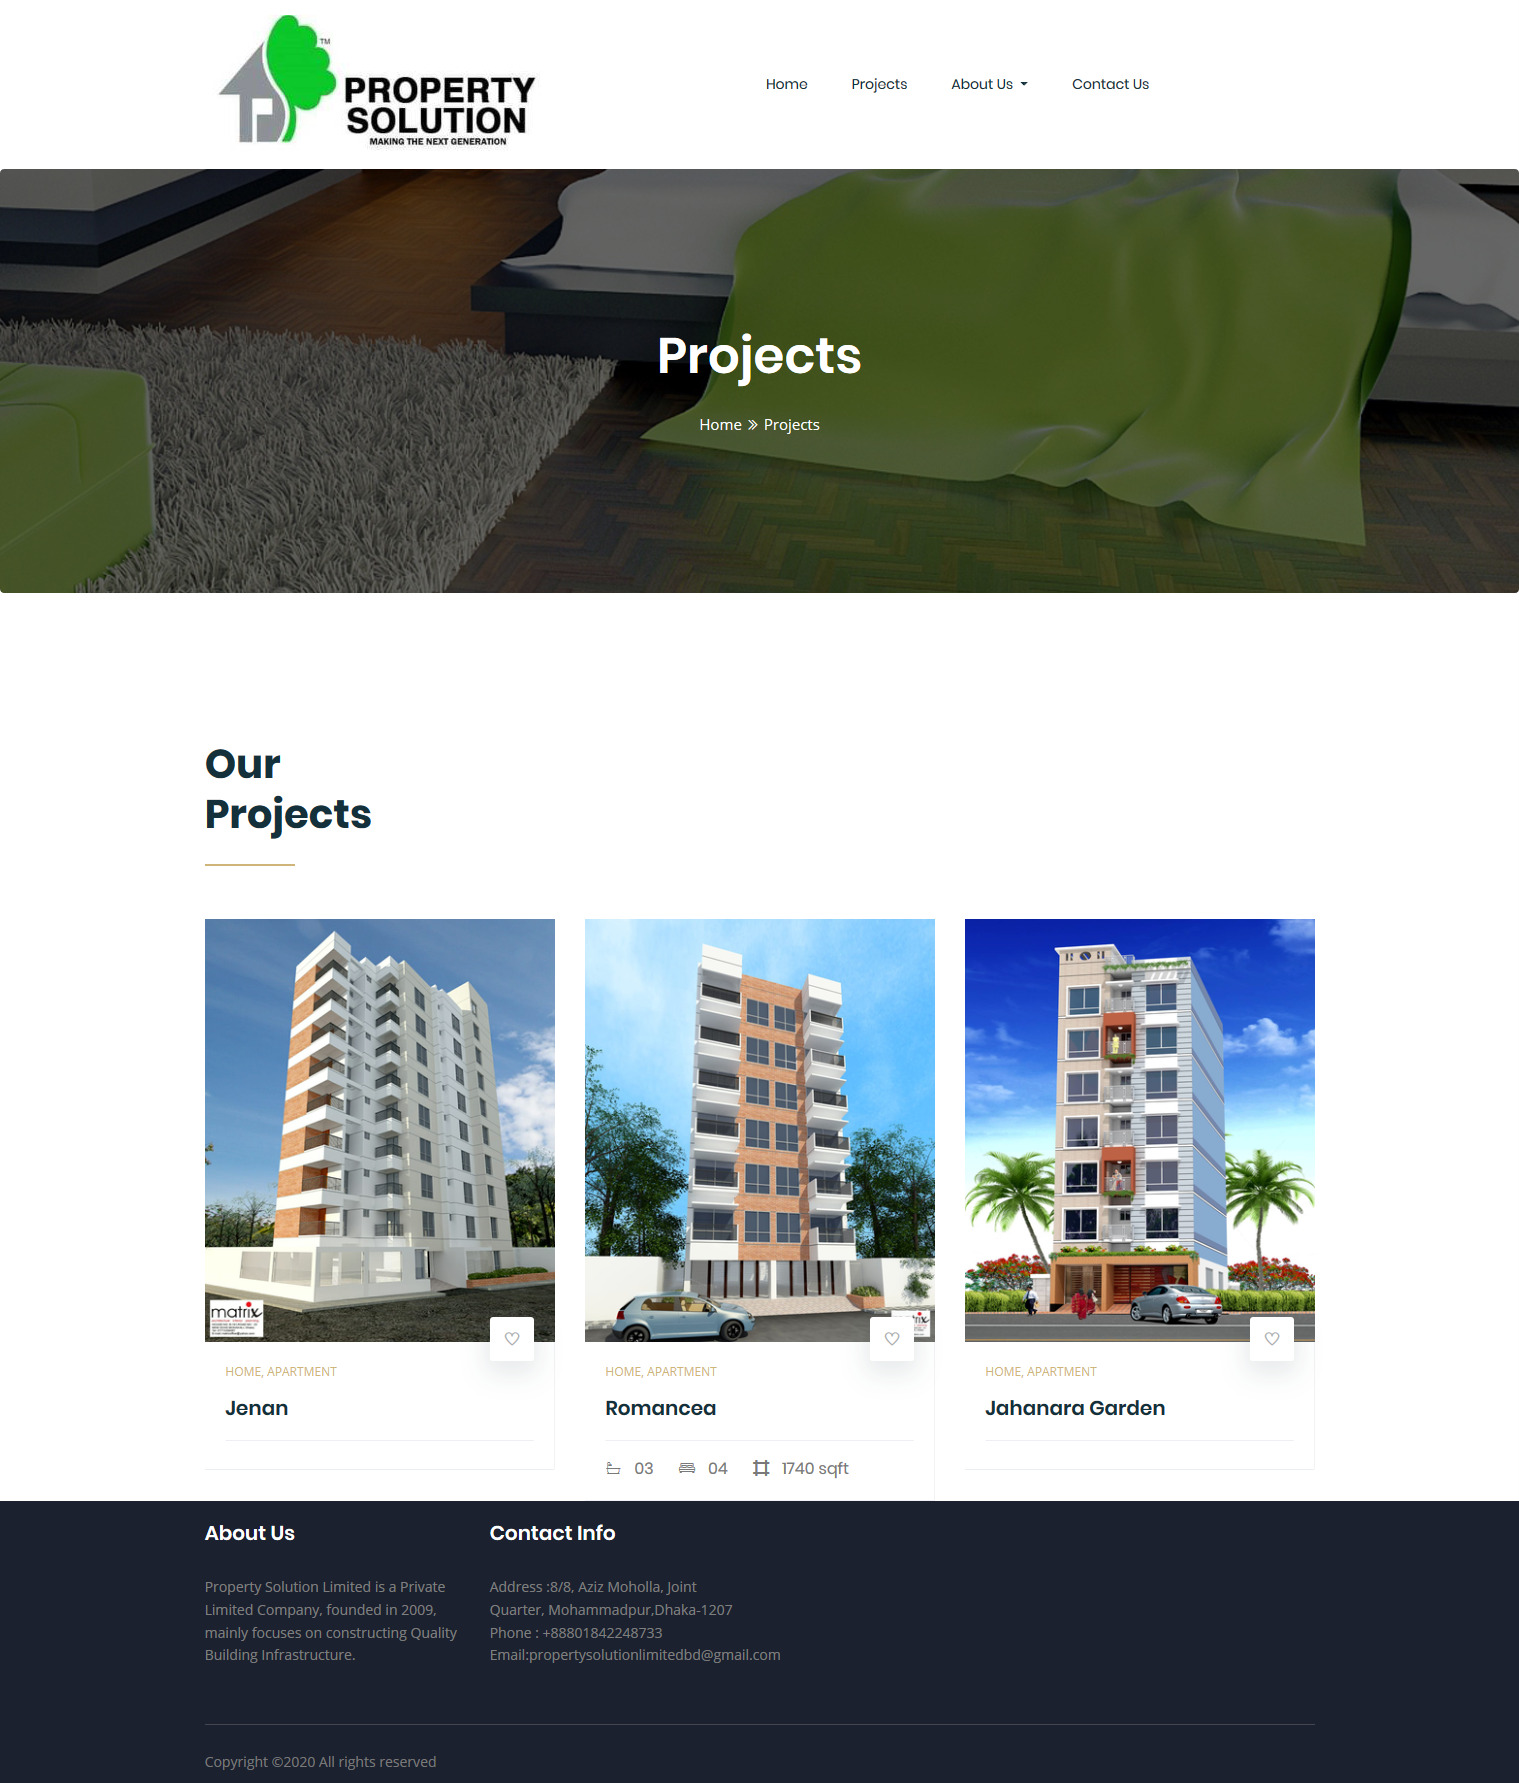 TM
PROPERTY
SOLUTION
MAKING THE NEXT GENERATION
Home Projects About Us Contact Us
Projects
Home Projects
Our
Projects
matrix
matrix
HOME, APARTMENT
Jenan
HOME, APARTMENT
Romancea
03 04 1740 sqft
HOME, APARTMENT
Jahanara Garden
About Us
Property Solution Limited is a Private
Limited Company, founded in 2009,
mainly focuses on constructing Quality
Building Infrastructure.
Contact Info
Address :8/8, Aziz Moholla, Joint
Quarter, Mohammadpur,Dhaka-1207
Phone : +88801842248733
Email:propertysolutionlimitedbd@gmail.com
Copyright ©2020 All rights reserved